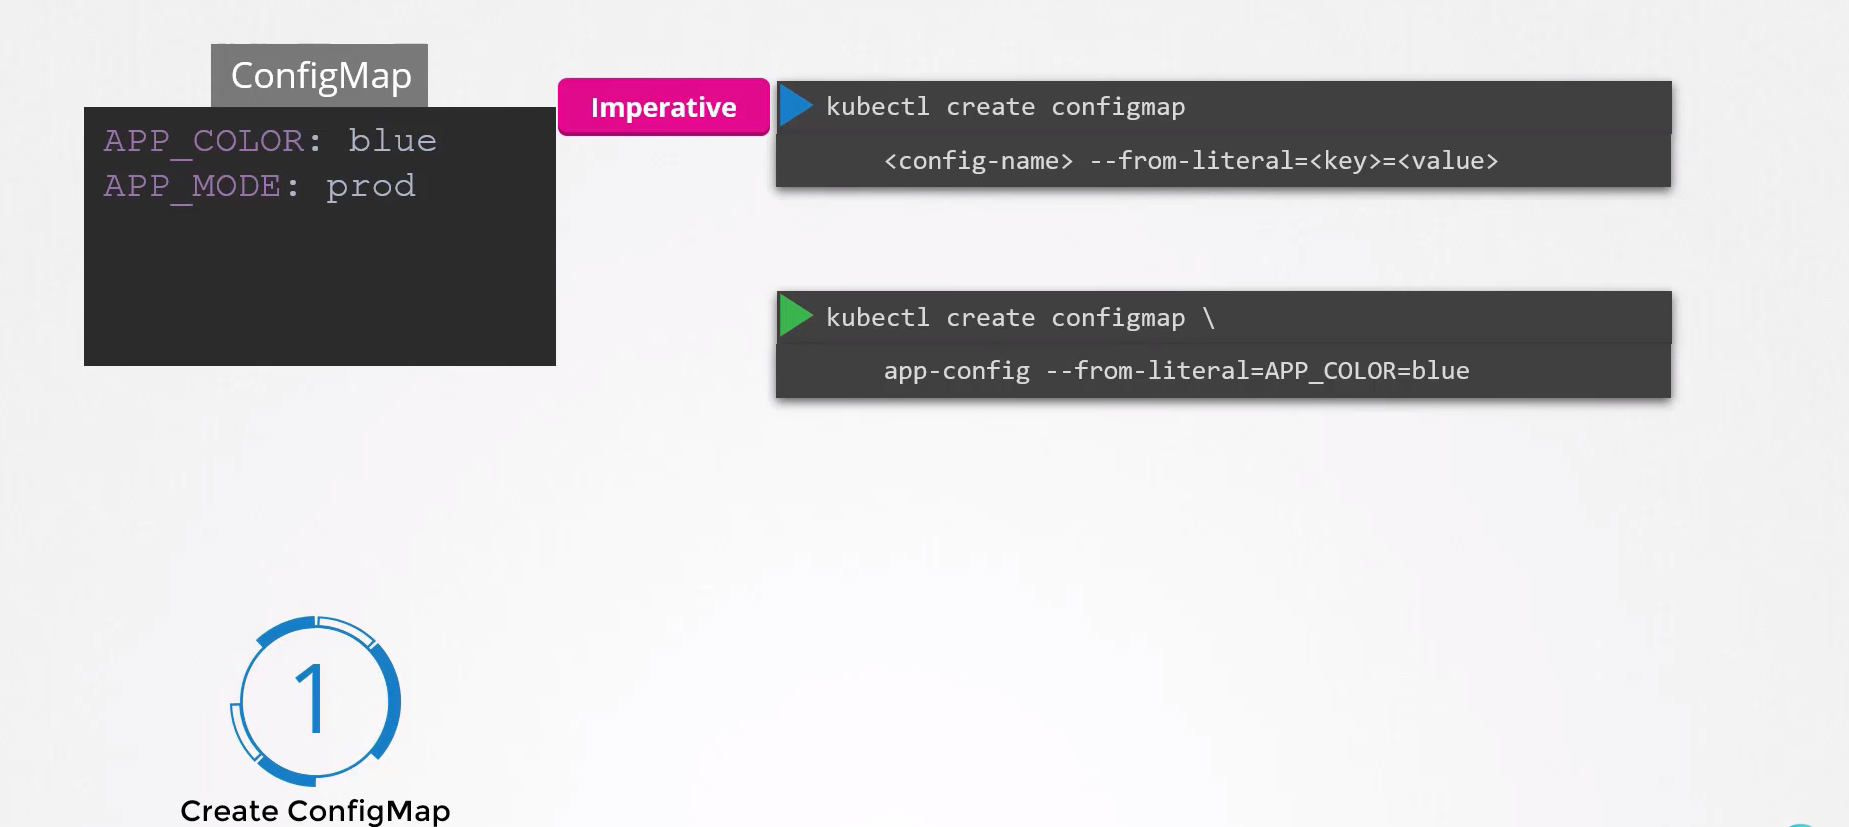 ConfigMap
APP_COLOR: blue
APP_MODE: prod
Imperative
kubectl create configmap
<config-name> --from-literal=<key>=<value>
kubectl create configmap \
app-config --from-literal=APP_COLOR=blue
1
Create ConfigMap